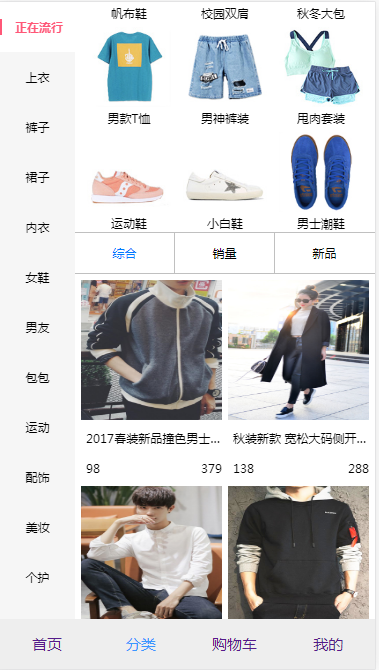 正在流行
上衣
裤子
裙子
内衣
女鞋
男友
包包
运动
配饰
美妆
个护
帆布鞋 校园双肩 秋冬大包
男款T恤 男神裤装 甩肉套装
运动鞋 小白鞋 男士潮鞋
综合 销量 新品
2017春装新品撞色男士... 秋装新款 宽松大码侧开...
98 379 138 288
首页 分类 购物车 我的